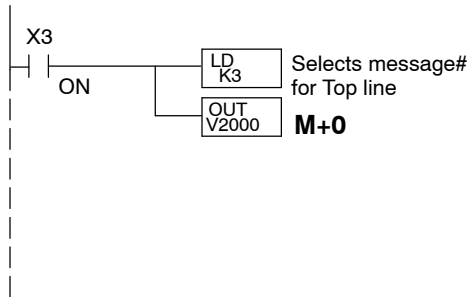 X3
ON
LD
K3
Selects message#
for Top line
OUT
V2000
M+0